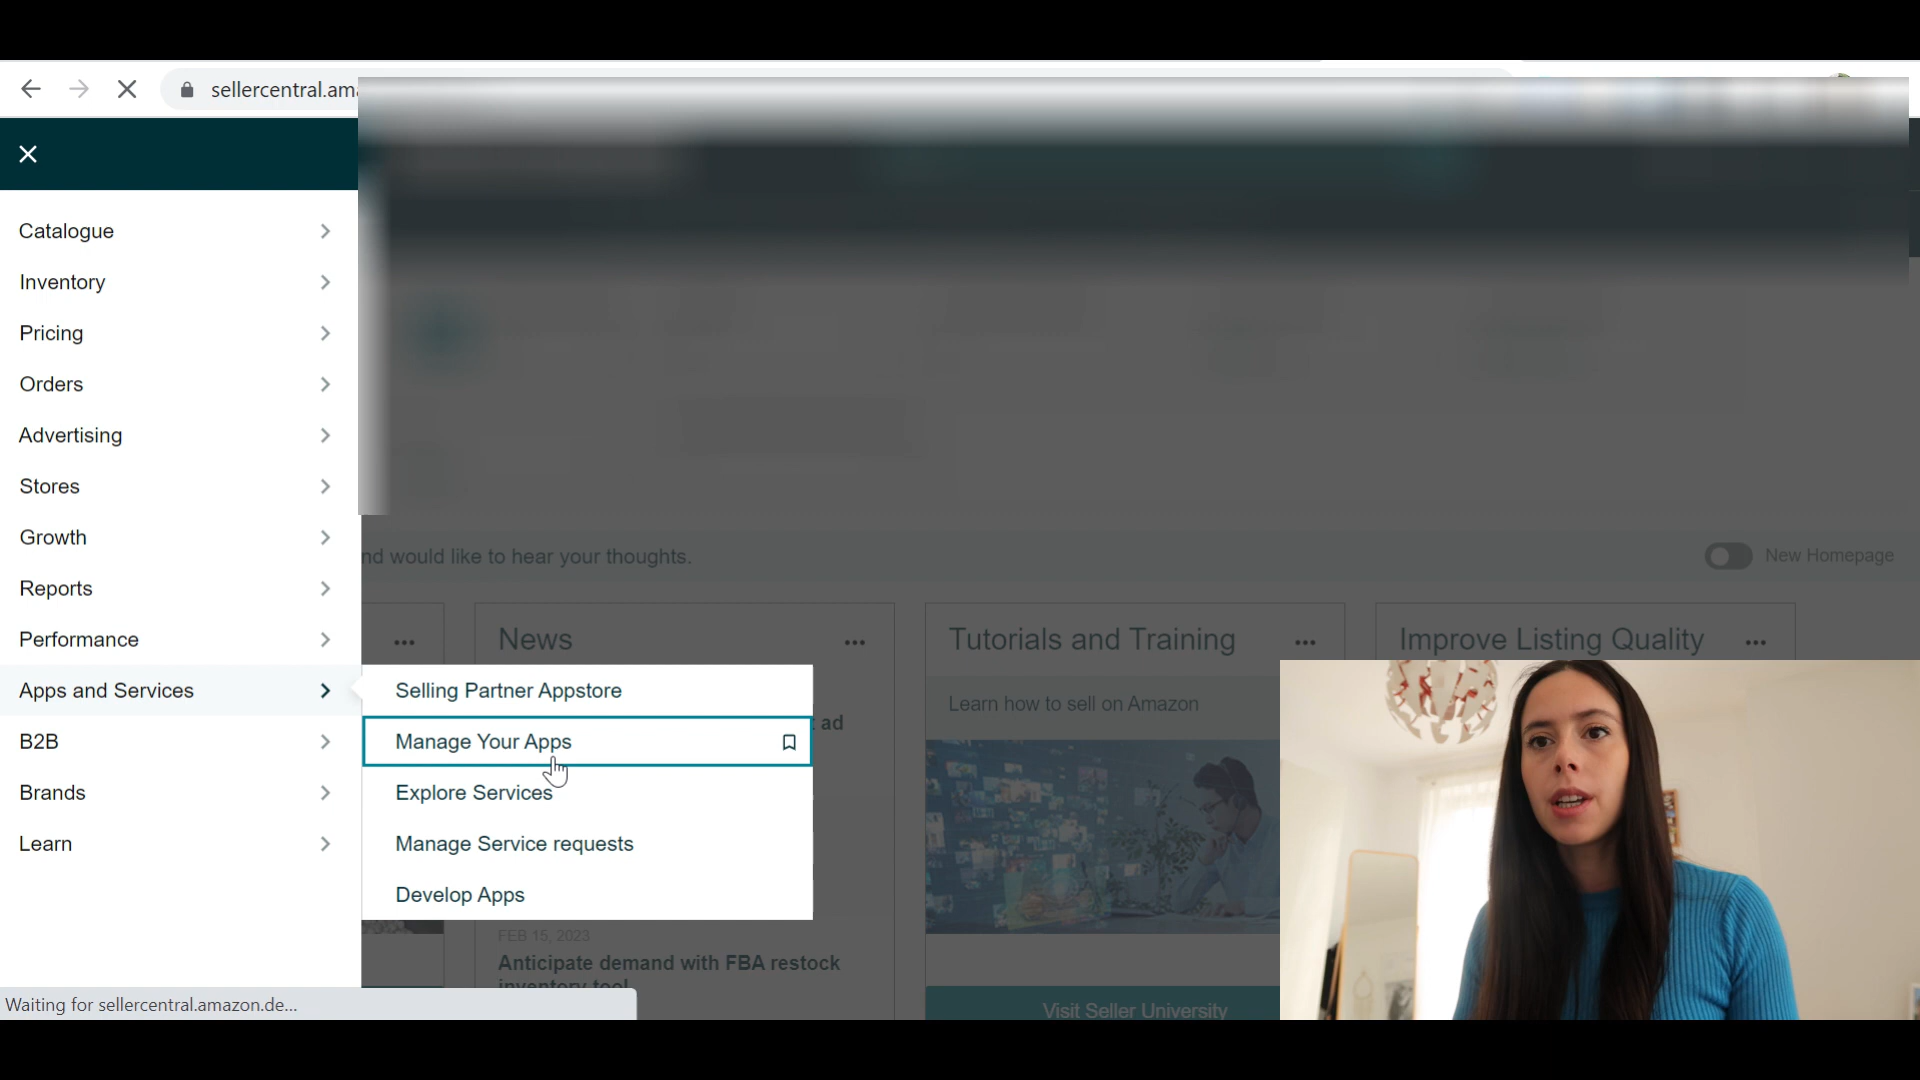 sellercentral.am
Catalogue
Inventory
Pricing
Orders
Advertising
Stores
Growth
nd would like to hear your thoughts.
New Homepage
Reports
Performance
News
Tutorials and Training
Improve Listing Quality
Apps and Services
Selling Partner Appstore
Learn how to sell on Amazon
ad
B2B
Manage Your Apps
Brands
Explore Services
Learn
Manage Service requests
Develop Apps
FEB 15, 2023
Anticipate demand with FBA restock
inventory tool
Visit Seller University
Waiting for sellercentral.amazon.de...